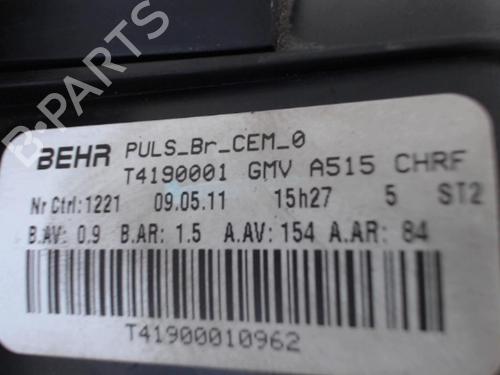 BEHR PULS_Br_CEM_0
T4190001 GMV A515 CHRF
Nr Ctrl:1221 09.05.11 15h27 5 ST2
B.AV: 0.9 B.AR: 1.5 A.AV: 154 A.AR: 84
T41900010962
B-PARTS